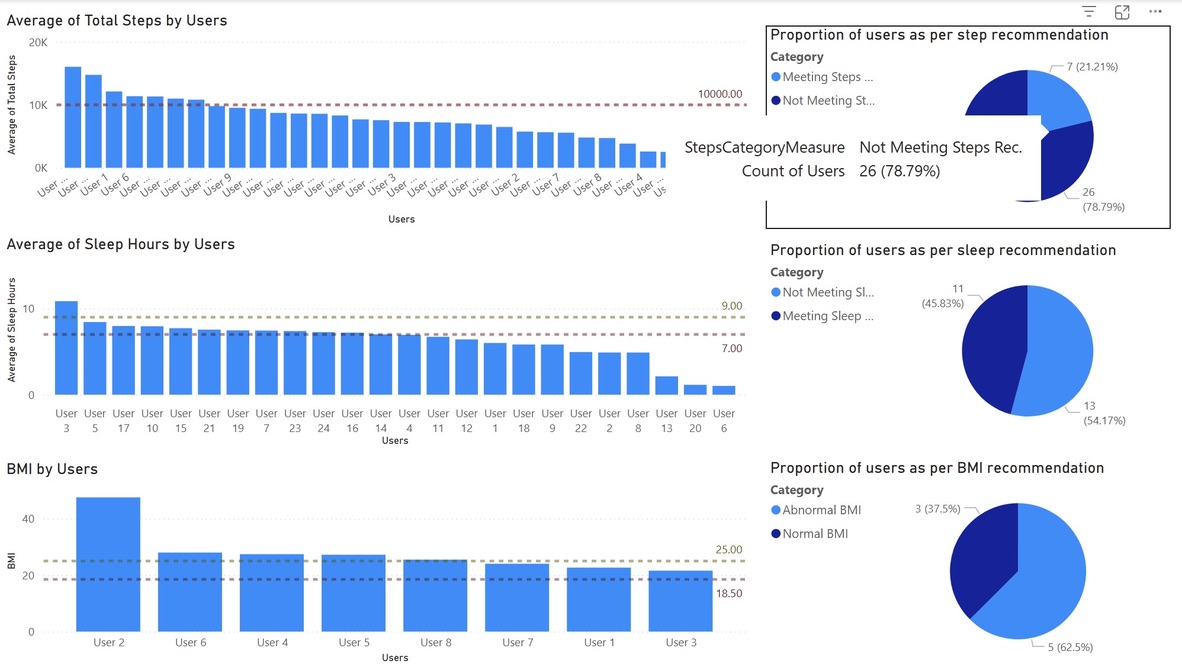 Average of Total Steps by Users
Average of Total Steps
20K
10K
0K
10000.00
User ...
User ...
User 1
User 6
User ...
User ...
User ...
User ...
User 9
User ...
User ...
User ...
User ...
User ...
User ...
User 3
User ...
User ...
User ...
User ...
User ...
User 2
User ...
User 7
User ...
User 8
User ...
User 4
User ...
Us
Users
Proportion of users as per step recommendation
Category
Meeting Steps ...
Not Meeting St...
7 (21.21%)
26
(78.79%)
StepsCategoryMeasure Not Meeting Steps Rec.
Count of Users 26 (78.79%)
Average of Sleep Hours by Users
Average of Sleep Hours
10
0
9.00
7.00
User 3
User 5
User 17
User 10
User 15
User 21
User 19
User 7
User 23
User 24
User 16
User 14
User 4
User 11
User 12
User 1
User 18
User 9
User 22
User 2
User 8
User 13
User 20
User 6
Users
Proportion of users as per sleep recommendation
Category
Not Meeting Sl...
Meeting Sleep ...
11
(45.83%)
13
(54.17%)
BMI by Users
BMI
40
20
0
25.00
18.50
User 2
User 6
User 4
User 5
User 8
User 7
User 1
User 3
Users
Proportion of users as per BMI recommendation
Category
Abnormal BMI
Normal BMI
3 (37.5%)
5 (62.5%)